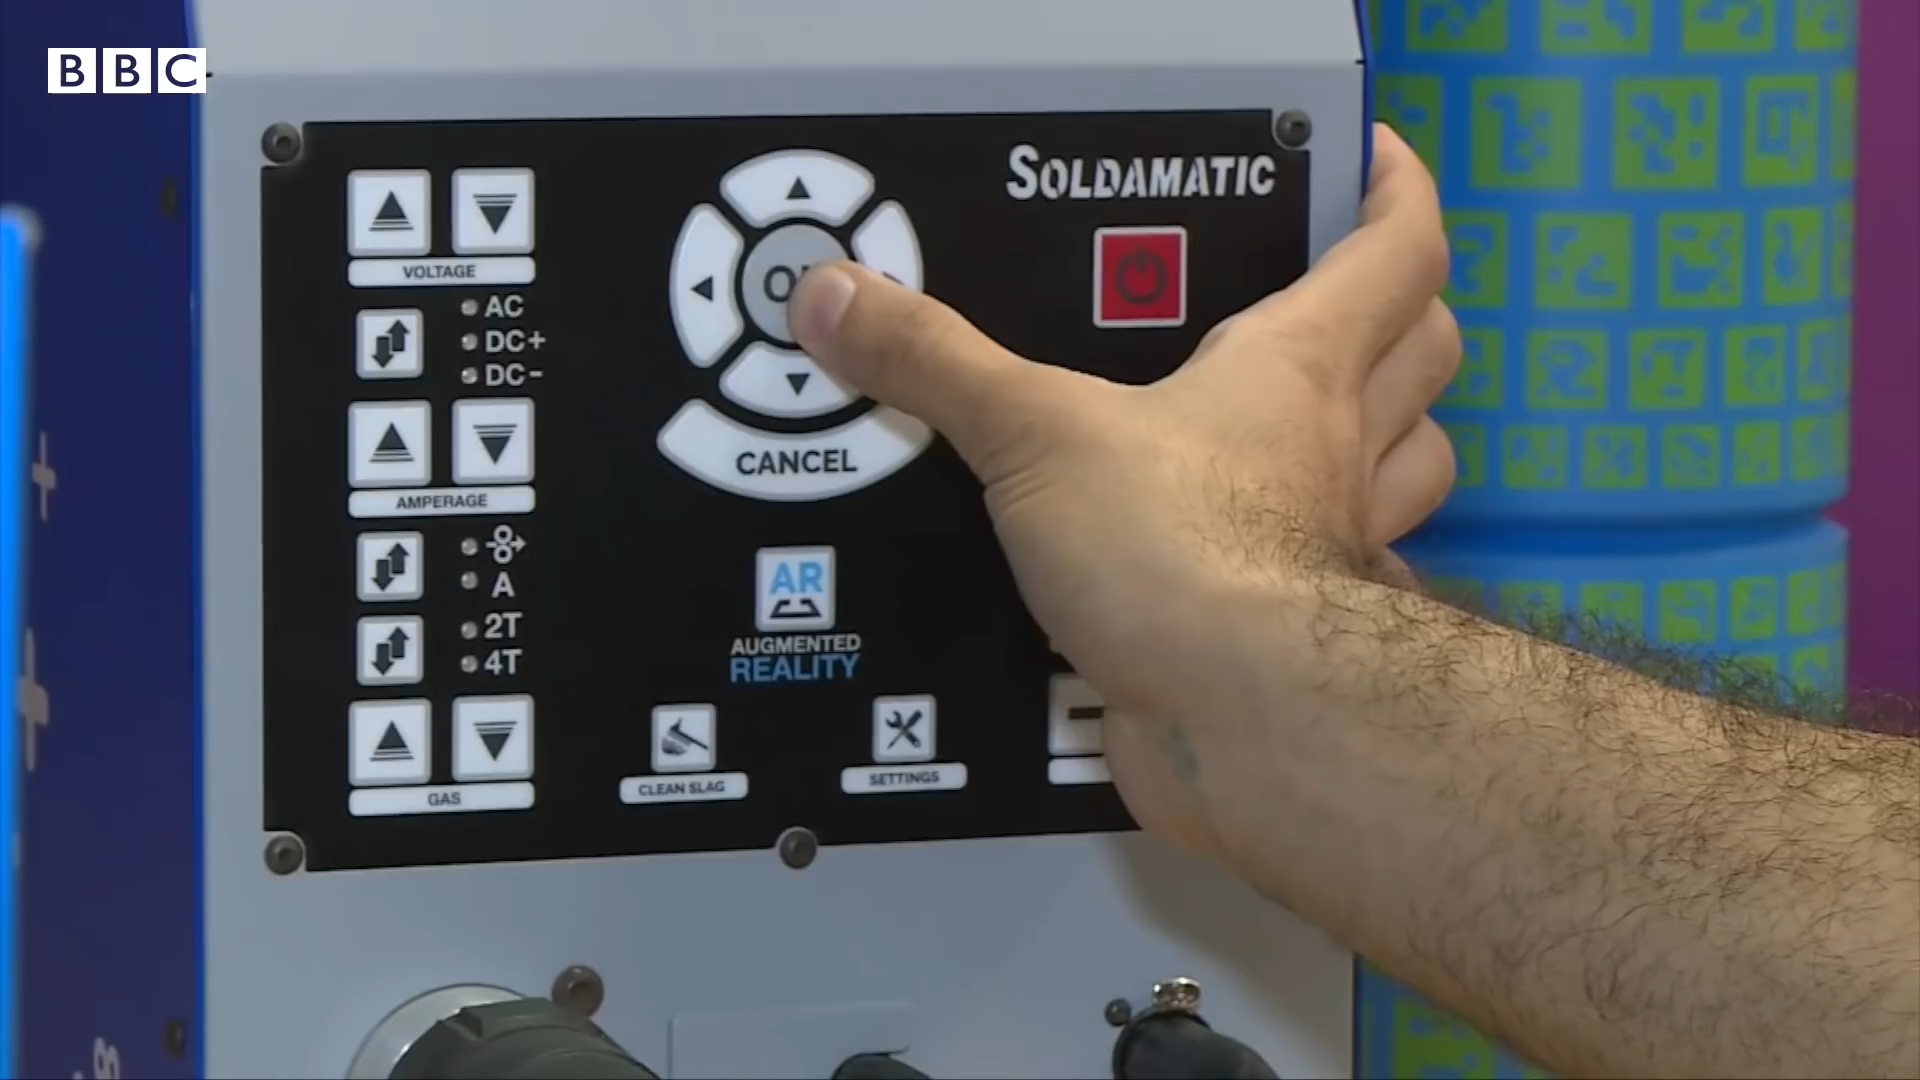 BBC
SOLDAMATIC
VOLTAGE
AC
DC+
DC-
CANCEL
AMPERAGE
A
2T
4T
AR
AUGMENTED
REALITY
GAS
CLEAN SLAG
SETTINGS